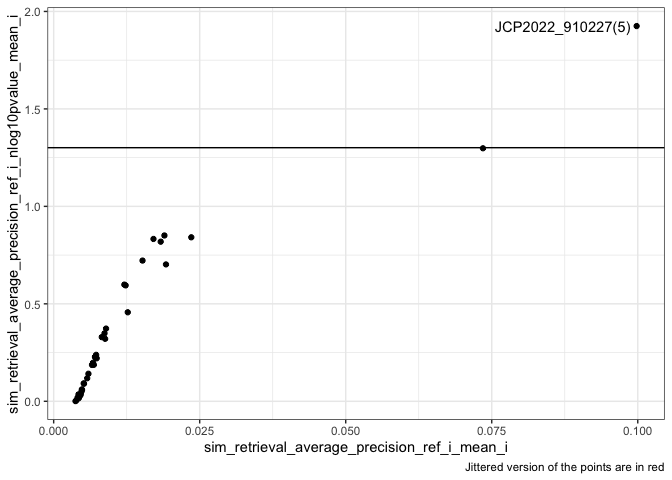 sim_retrieval_average_precision_ref_i_nlog10pvalue_mean_i
2.0
1.5
1.0
0.5
0.0
JCP2022_910227(5)
0.000
0.025
0.050
0.075
0.100
sim_retrieval_average_precision_ref_i_mean_i
Jittered version of the points are in red